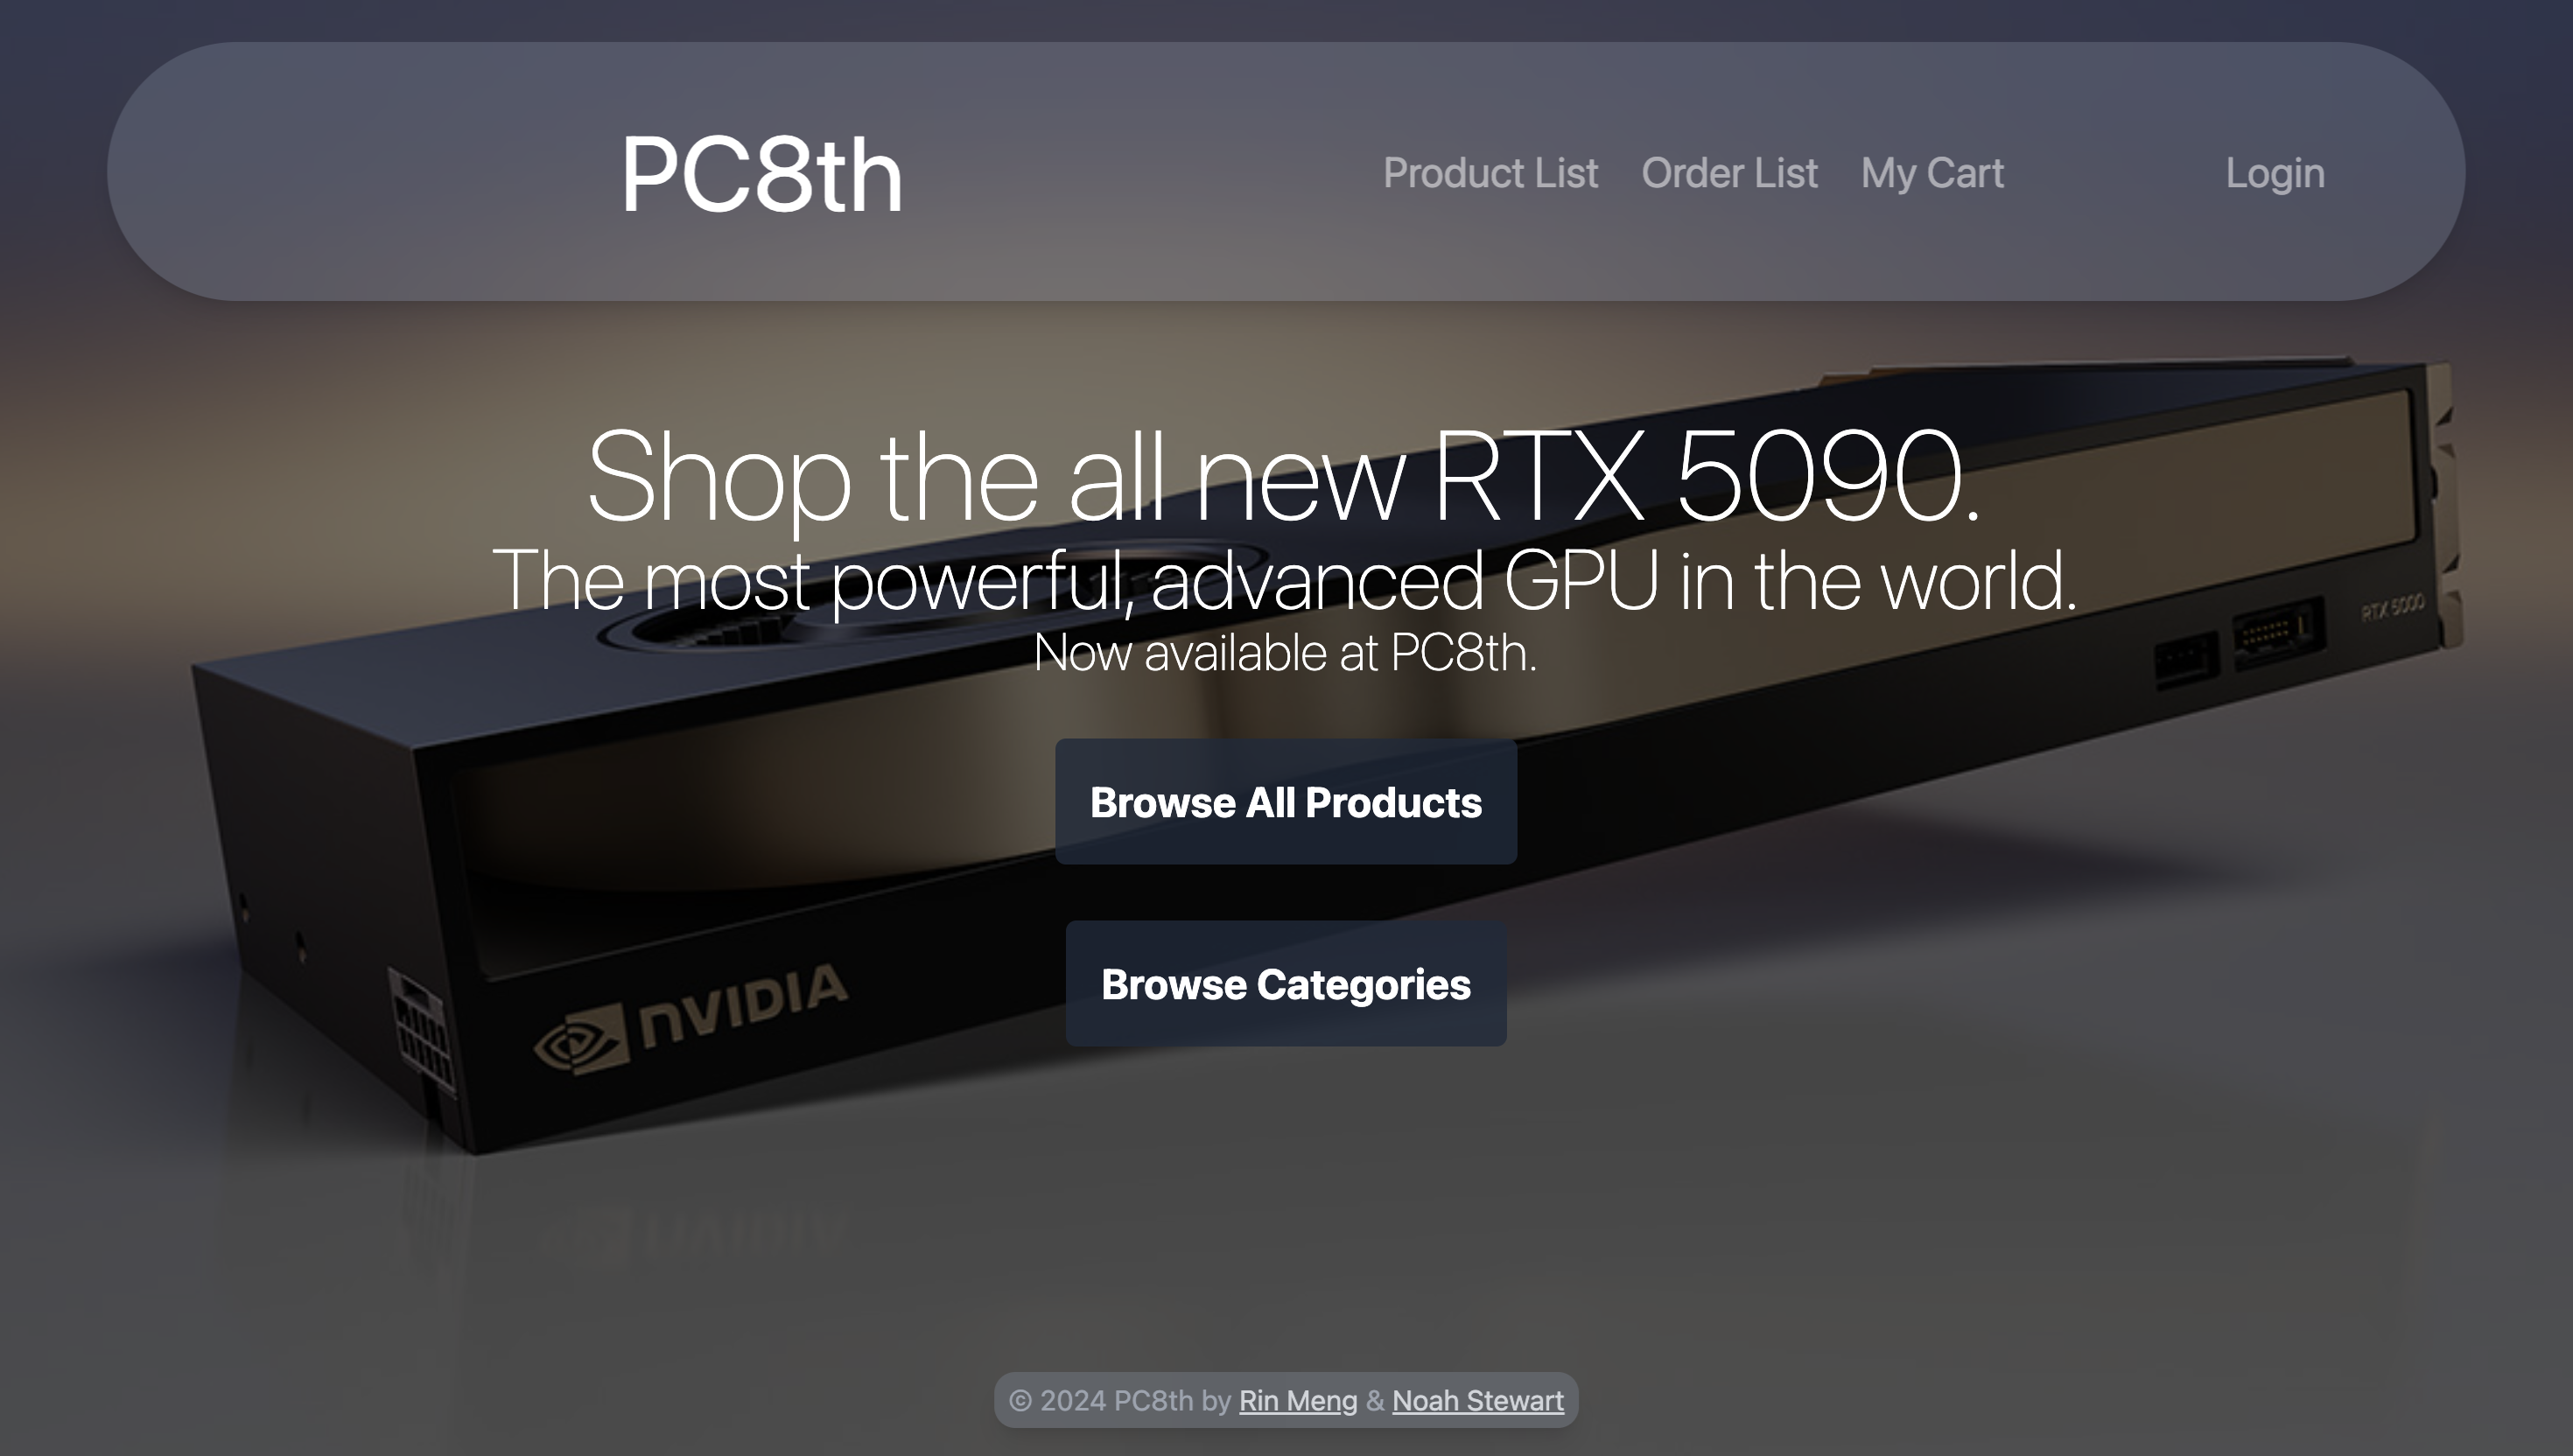 PC8th
Product List
Order List
My Cart
Login
Shop the all new RTX 5090.
The most powerful, advanced GPU in the world.
Now available at PC8th.
RTX 5000
Browse All Products
Browse Categories
NVIDIA
© 2024 PC8th by Rin Meng & Noah Stewart